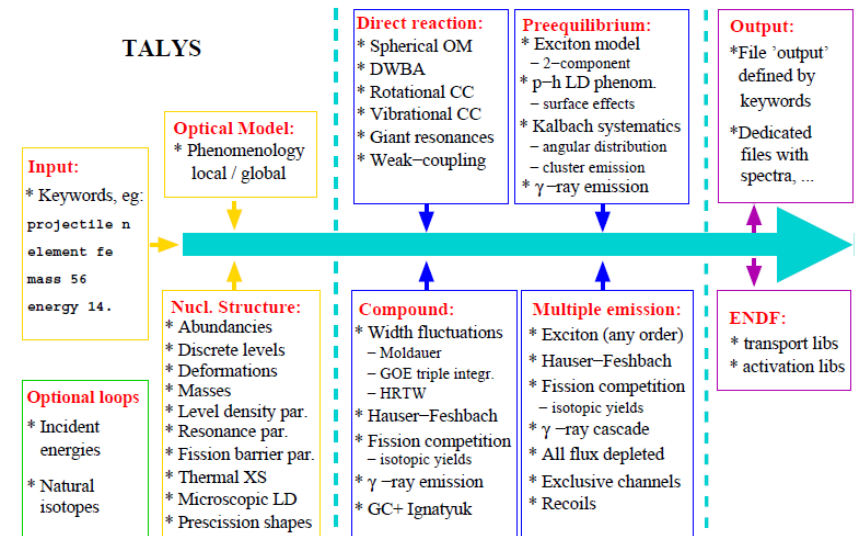 TALYS
Input:
* Keywords, eg:
projectile n
element fe
mass 56
energy 14.
Optional loops
* Incident
energies
* Natural
isotopes
Optical Model:
* Phenomenology
local / global
Nucl. Structure:
* Abundancies
* Discrete levels
* Deformations
* Masses
* Level density par.
* Resonance par.
* Fission barrier par.
* Thermal XS
* Microscopic LD
* Prescission shapes
Direct reaction:
* Spherical OM
* DWBA
* Rotational CC
* Vibrational CC
* Giant resonances
* Weak−coupling
Preequilibrium:
* Exciton model
− 2−component
* p−h LD phenom.
− surface effects
* Kalbach systematics
− angular distribution
− cluster emission
* γ−ray emission
Compound:
* Width fluctuations
− Moldauer
− GOE triple integr.
− HRTW
* Hauser−Feshbach
* Fission competition
− isotopic yields
* γ −ray emission
* GC+ Ignatyuk
Multiple emission:
* Exciton (any order)
* Hauser−Feshbach
* Fission competition
− isotopic yields
* γ −ray cascade
* All flux depleted
* Exclusive channels
* Recoils
Output:
*File ’output’
defined by
keywords
*Dedicated
files with
spectra, ...
ENDF:
* transport libs
* activation libs